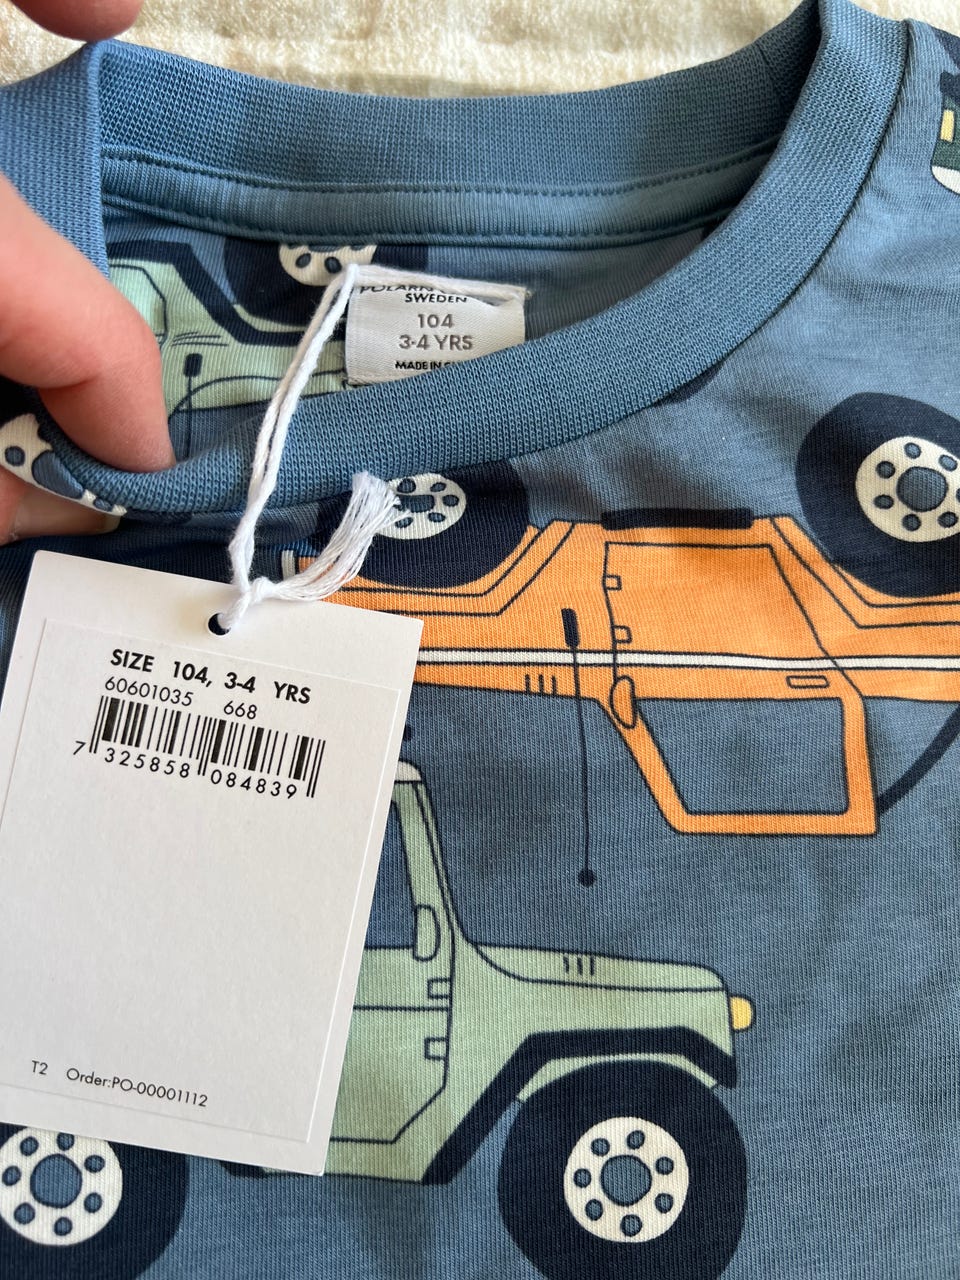 SWEDEN
104
3-4 YRS
MADE IN
SIZE 104, 3-4 YRS
60601035 668
7 325858 084839
T2 Order:PO-00001112